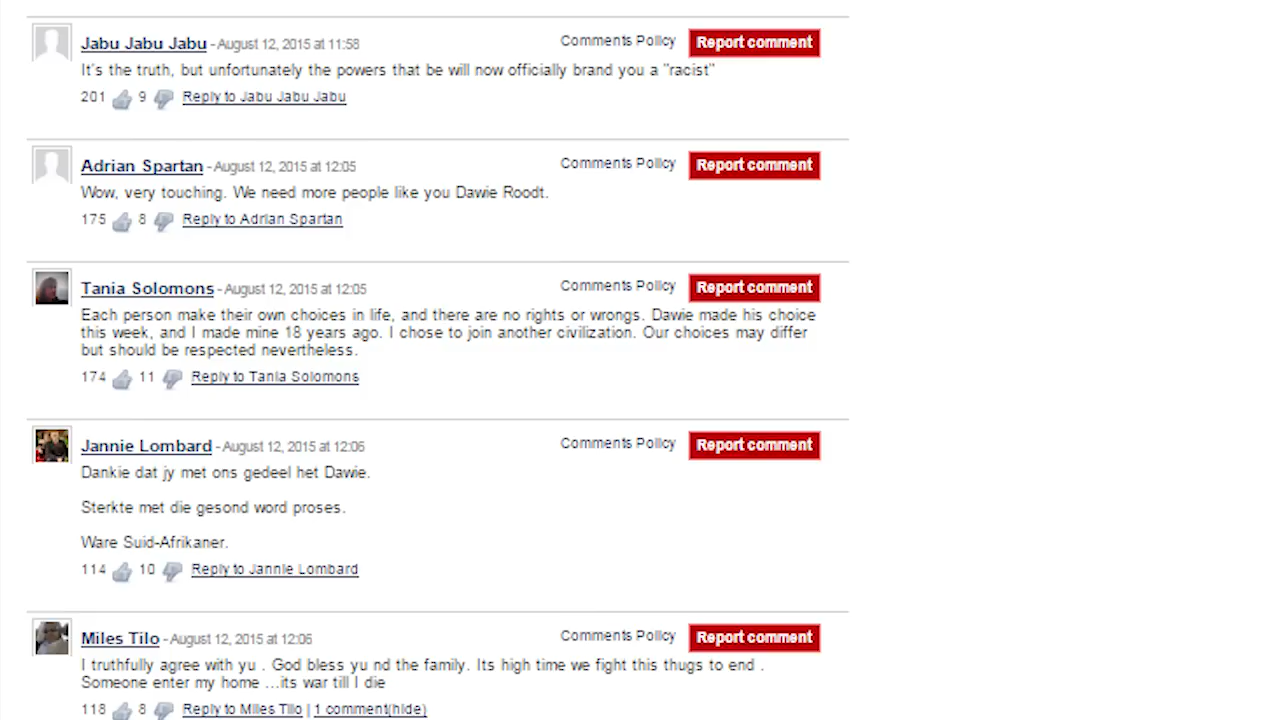 Jabu Jabu Jabu - August 12, 2015 at 11:58 Comments Policy Report comment
It's the truth, but unfortunately the powers that be will now officially brand you a "racist"
201 9 Reply to Jabu Jabu Jabu
Adrian Spartan - August 12, 2015 at 12:05 Comments Policy Report comment
Wow, very touching. We need more people like you Dawie Roodt.
175 8 Reply to Adrian Spartan
Tania Solomons - August 12, 2015 at 12:05 Comments Policy Report comment
Each person make their own choices in life, and there are no rights or wrongs. Dawie made his choice
this week, and I made mine 18 years ago. I chose to join another civilization. Our choices may differ
but should be respected nevertheless.
174 11 Reply to Tania Solomons
Jannie Lombard - August 12, 2015 at 12:06 Comments Policy Report comment
Dankie dat jy met ons gedeel het Dawie.
Sterkte met die gesond word proses.
Ware Suid-Afrikaner.
114 10 Reply to Jannie Lombard
Miles Tilo - August 12, 2015 at 12:06 Comments Policy Report comment
I truthfully agree with yu . God bless yu nd the family. Its high time we fight this thugs to end .
Someone enter my home ...its war till I die
118 8 Reply to Miles Tilo | 1 comment(hide)